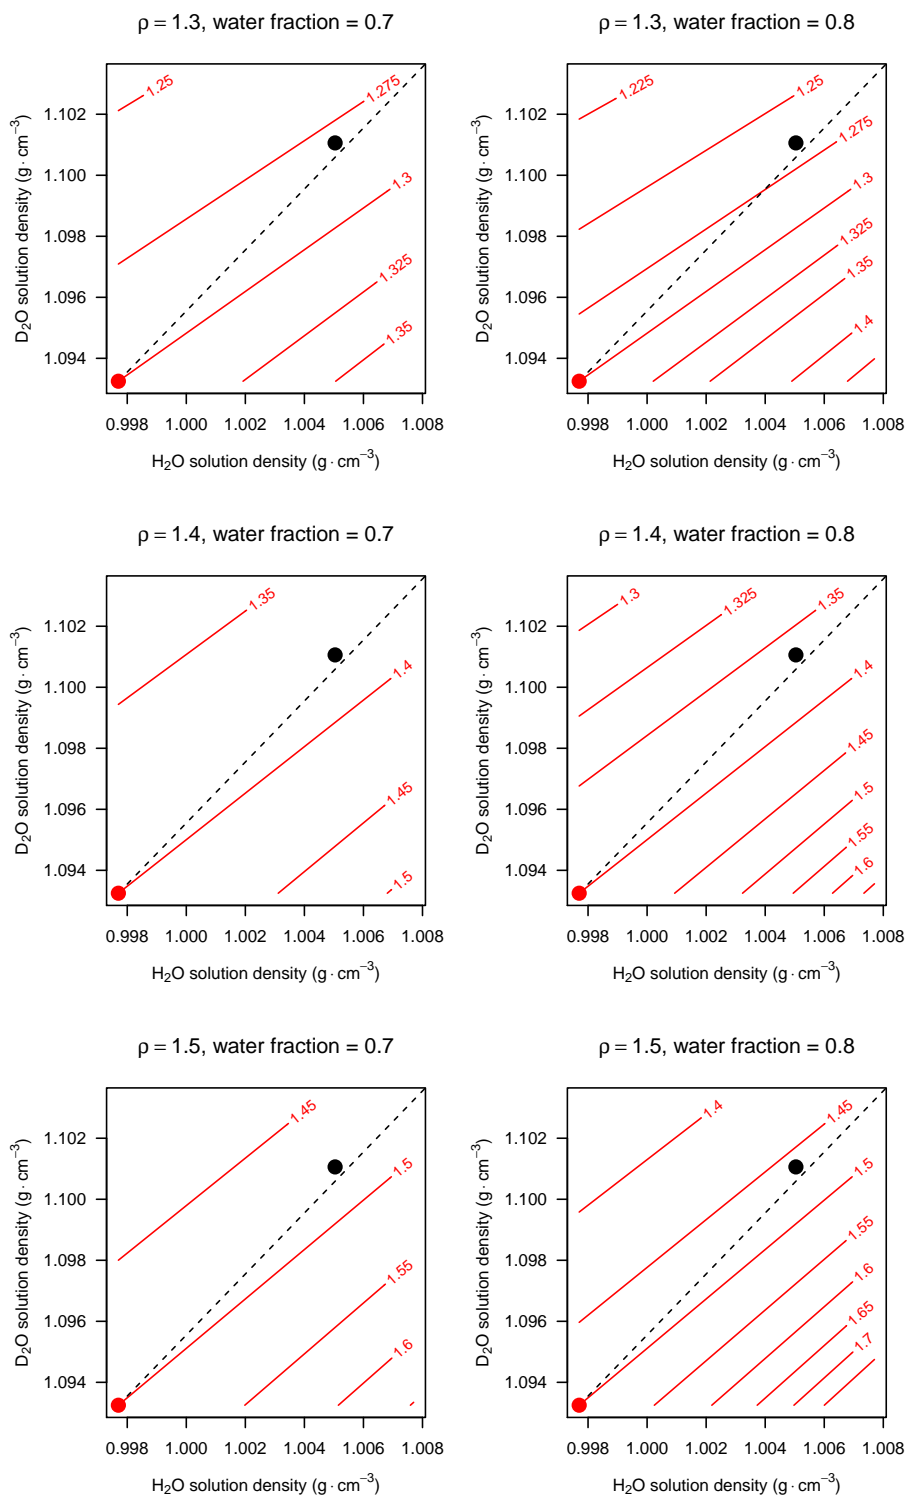 ρ = 1.3, water fraction = 0.7
1.25
1.275
1.3
1.325
1.35
1.102
1.100
1.098
1.096
1.094
D₂O solution density (g · cm⁻³)
0.998 1.000 1.002 1.004 1.006 1.008
H₂O solution density (g · cm⁻³)
ρ = 1.3, water fraction = 0.8
1.225
1.25
1.275
1.3
1.325
1.35
1.4
1.102
1.100
1.098
1.096
1.094
D₂O solution density (g · cm⁻³)
0.998 1.000 1.002 1.004 1.006 1.008
H₂O solution density (g · cm⁻³)
ρ = 1.4, water fraction = 0.7
1.35
1.4
1.45
1.5
1.102
1.100
1.098
1.096
1.094
D₂O solution density (g · cm⁻³)
0.998 1.000 1.002 1.004 1.006 1.008
H₂O solution density (g · cm⁻³)
ρ = 1.4, water fraction = 0.8
1.3
1.325
1.35
1.4
1.45
1.5
1.55
1.6
1.102
1.100
1.098
1.096
1.094
D₂O solution density (g · cm⁻³)
0.998 1.000 1.002 1.004 1.006 1.008
H₂O solution density (g · cm⁻³)
ρ = 1.5, water fraction = 0.7
1.45
1.5
1.55
1.6
1.102
1.100
1.098
1.096
1.094
D₂O solution density (g · cm⁻³)
0.998 1.000 1.002 1.004 1.006 1.008
H₂O solution density (g · cm⁻³)
ρ = 1.5, water fraction = 0.8
1.4
1.45
1.5
1.55
1.6
1.65
1.7
1.102
1.100
1.098
1.096
1.094
D₂O solution density (g · cm⁻³)
0.998 1.000 1.002 1.004 1.006 1.008
H₂O solution density (g · cm⁻³)